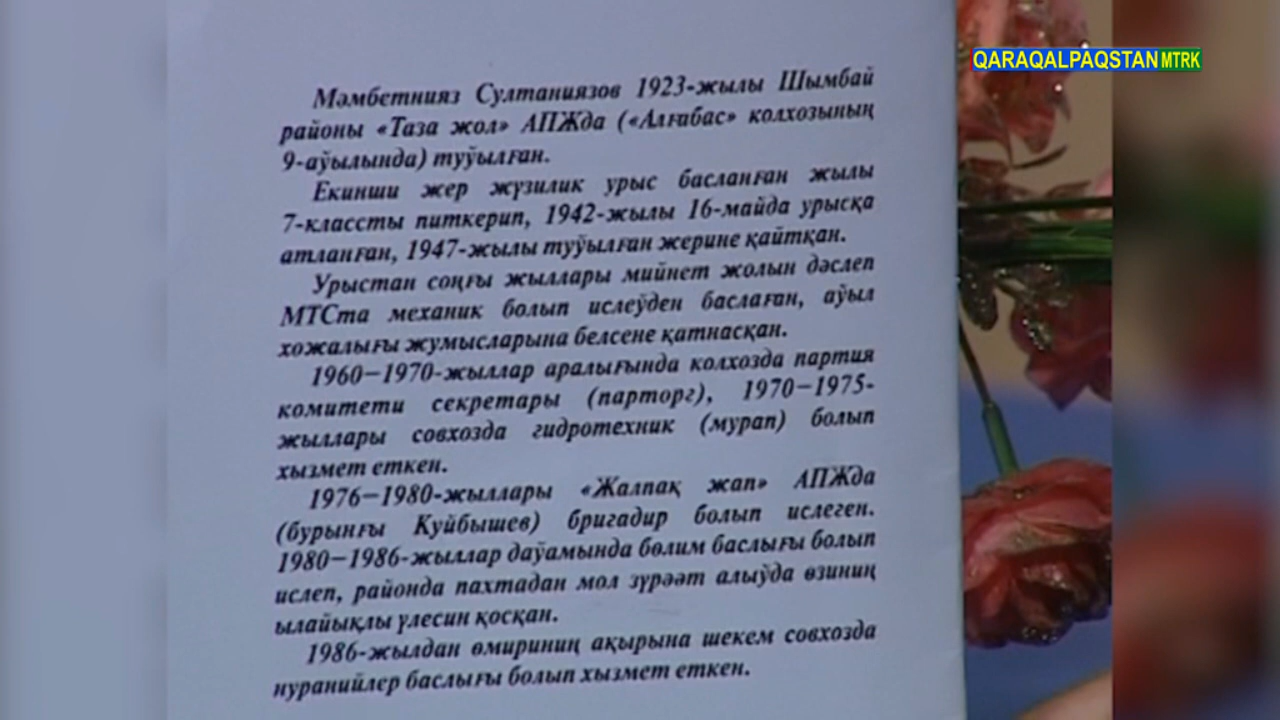 QARAQALPAQSTAN MTRK
Мәмбетнияз Султаниязов 1923-жылы Шымбай
районы «Таза жол» АПЖда («Алғабас» колхозының
9-аўылында) туўылған.
Екинши жер жүзилик урыс басланған жылы
7-классты питкерип, 1942-жылы 16-майда урысқа
атланған, 1947-жылы туўылған жерине қайтқан.
Урыстан соңғы жыллары мийнет жолын дәслеп
МТСта механик болып ислеўден баслаған, аўыл
хожалығы жумысларына белсене қатнасқан.
1960–1970-жыллар аралығында колхозда партия
комитети секретары (парторг), 1970–1975-
жыллары совхозда гидротехник (мурап) болып
хызмет еткен.
1976–1980-жыллары «Жалпақ жап» АПЖда
(бурынғы Куйбышев) бригадир болып ислеген.
1980–1986-жыллар даўамында бөлим баслығы болып
ислеп, районда пахтадан мол зүрәәт алыўда өзиниң
ылайықлы үлесин қосқан.
1986-жылдан өмириниң ақырына шекем совхозда
нуранийлер баслығы болып хызмет еткен.